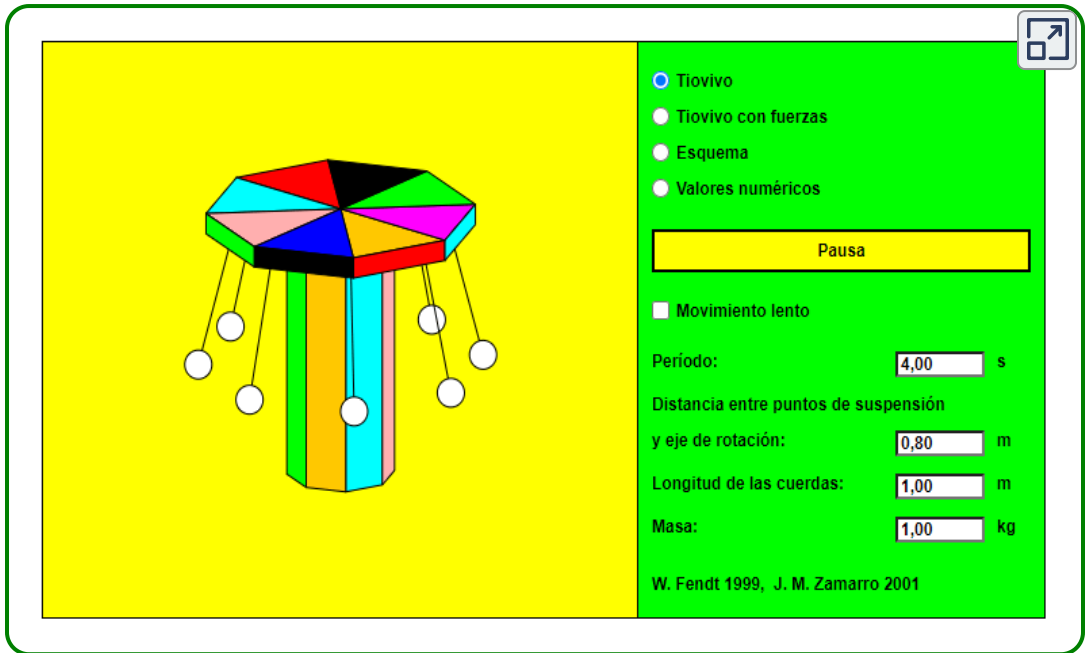 Tiovivo
Tiovivo con fuerzas
Esquema
Valores numéricos
Pausa
Movimiento lento
Período: 4,00 s
Distancia entre puntos de suspensión
y eje de rotación: 0,80 m
Longitud de las cuerdas: 1,00 m
Masa: 1,00 kg
W. Fendt 1999, J. M. Zamarro 2001